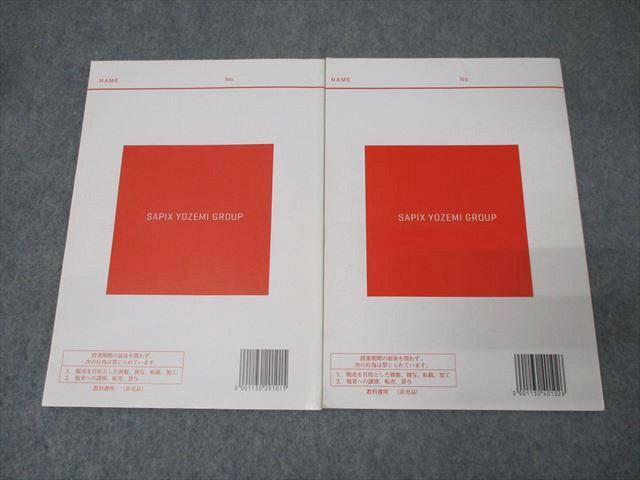 NAME No.
SAPIX YOZEMI GROUP
授業期間の前後を問わず、
次の行為は禁じられています。
1. 販売を目的とした複製、複写、転載、加工
2. 他者への譲渡、転売、貸与
教科書用 (非売品)
0 001130 201011
NAME No.
SAPIX YOZEMI GROUP
授業期間の前後を問わず、
次の行為は禁じられています。
1. 販売を目的とした複製、複写、転載、加工
2. 他者への譲渡、転売、貸与
教科書用 (非売品)
0 001130 401028